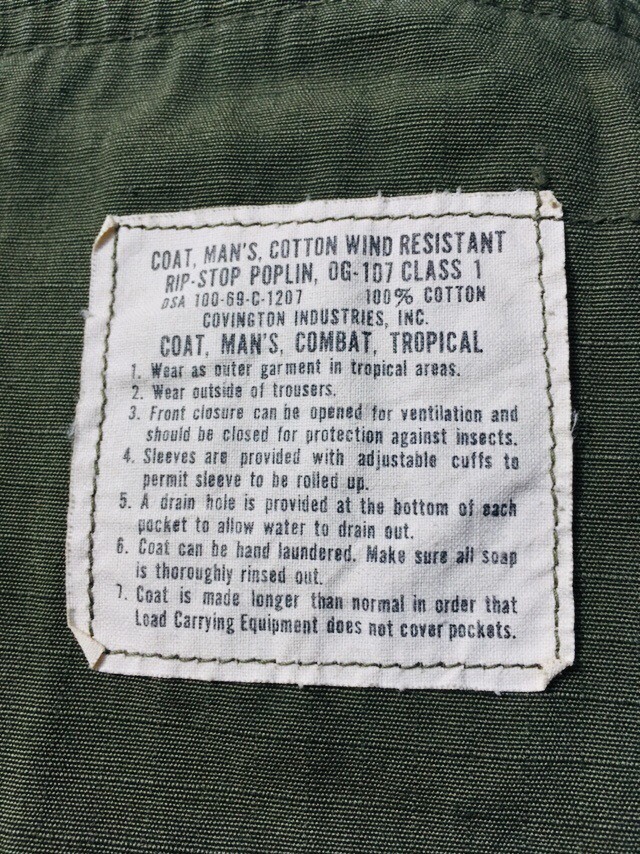 COAT, MAN'S, COTTON WIND RESISTANT
RIP-STOP POPLIN, OG-107 CLASS 1
DSA 100-69-C-1207 100% COTTON
COVINGTON INDUSTRIES, INC.
COAT, MAN'S, COMBAT, TROPICAL
1. Wear as outer garment in tropical areas.
2. Wear outside of trousers.
3. Front closure can be opened for ventilation and
should be closed for protection against insects.
4. Sleeves are provided with adjustable cuffs to
permit sleeve to be rolled up.
5. A drain hole is provided at the bottom of each
pocket to allow water to drain out.
6. Coat can be hand laundered. Make sure all soap
is thoroughly rinsed out.
7. Coat is made longer than normal in order that
Load Carrying Equipment does not cover pockets.